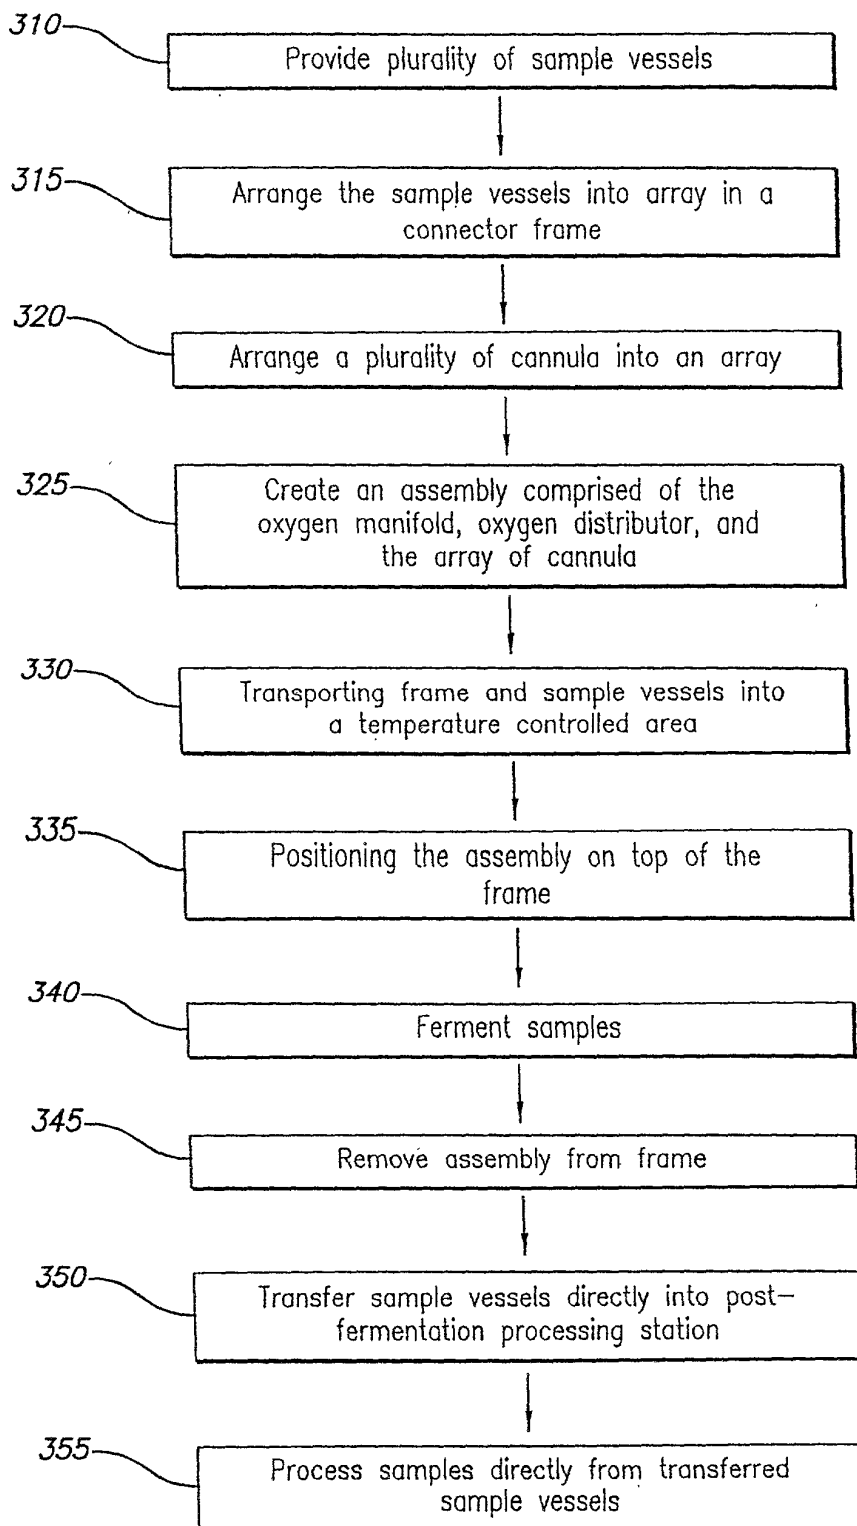 310
Provide plurality of sample vessels
315
Arrange the sample vessels into array in a
connector frame
320
Arrange a plurality of cannula into an array
325
Create an assembly comprised of the
oxygen manifold, oxygen distributor, and
the array of cannula
330
Transporting frame and sample vessels into
a temperature controlled area
335
Positioning the assembly on top of the
frame
340
Ferment samples
345
Remove assembly from frame
350
Transfer sample vessels directly into post-
fermentation processing station
355
Process samples directly from transferred
sample vessels